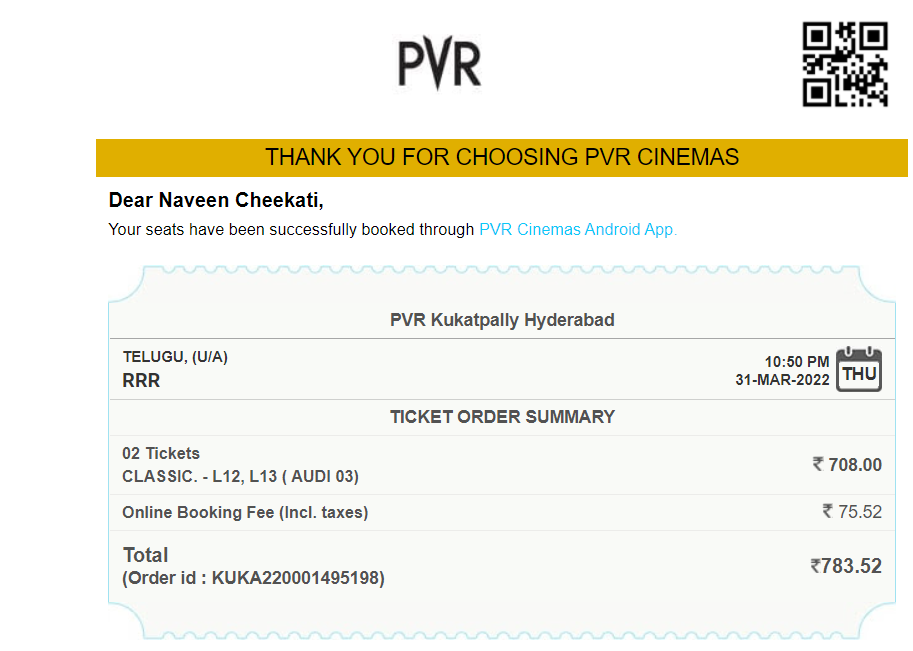 PVR
THANK YOU FOR CHOOSING PVR CINEMAS
Dear Naveen Cheekati,
Your seats have been successfully booked through PVR Cinemas Android App.
PVR Kukatpally Hyderabad
TELUGU, (U/A)
RRR
10:50 PM
31-MAR-2022
THU
TICKET ORDER SUMMARY
02 Tickets
CLASSIC. - L12, L13 ( AUDI 03)
₹ 708.00
Online Booking Fee (Incl. taxes)
₹ 75.52
Total
(Order id : KUKA220001495198)
₹783.52